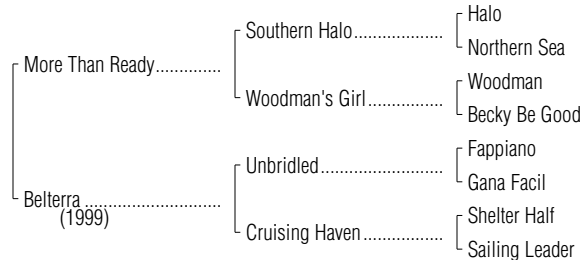 Halo
Southern Halo..................
Northern Sea
More Than Ready.............
Woodman
Woodman's Girl...............
Becky Be Good
Fappiano
Unbridled.........................
Gana Facil
Belterra ............................
(1999)
Shelter Half
Cruising Haven................
Sailing Leader